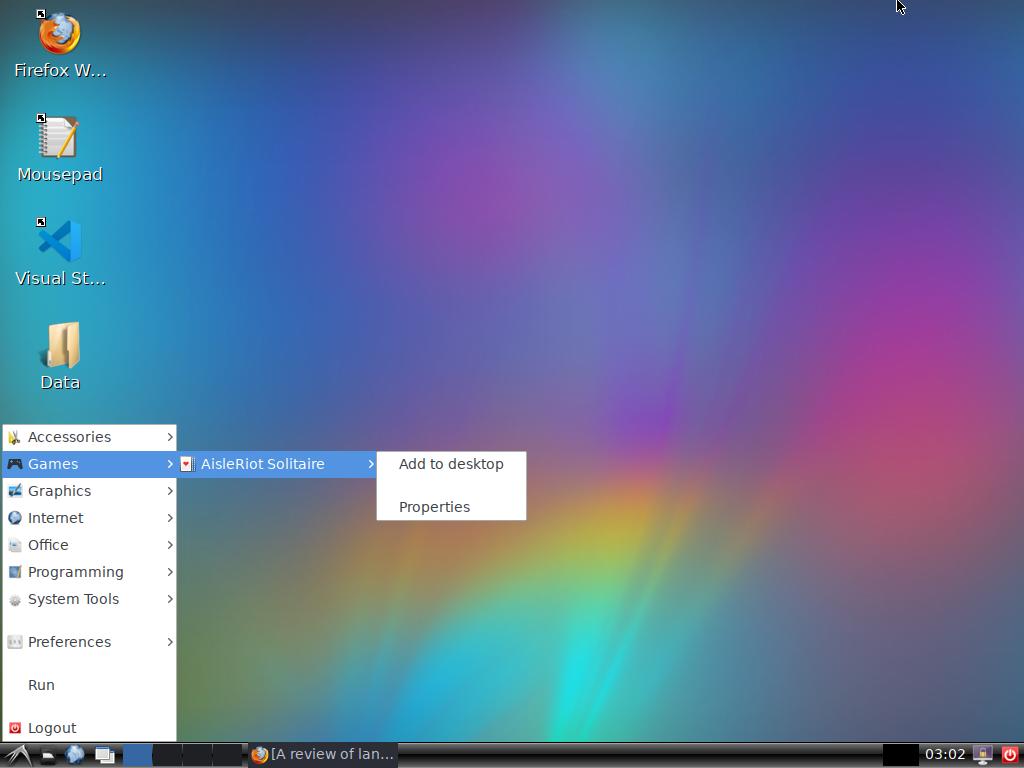 Firefox W...
Mousepad
Visual St...
Data
Accessories
Games
Graphics
Internet
Office
Programming
System Tools
Preferences
Run
Logout
AisleRiot Solitaire
Add to desktop
Properties
[A review of lan...
03:02